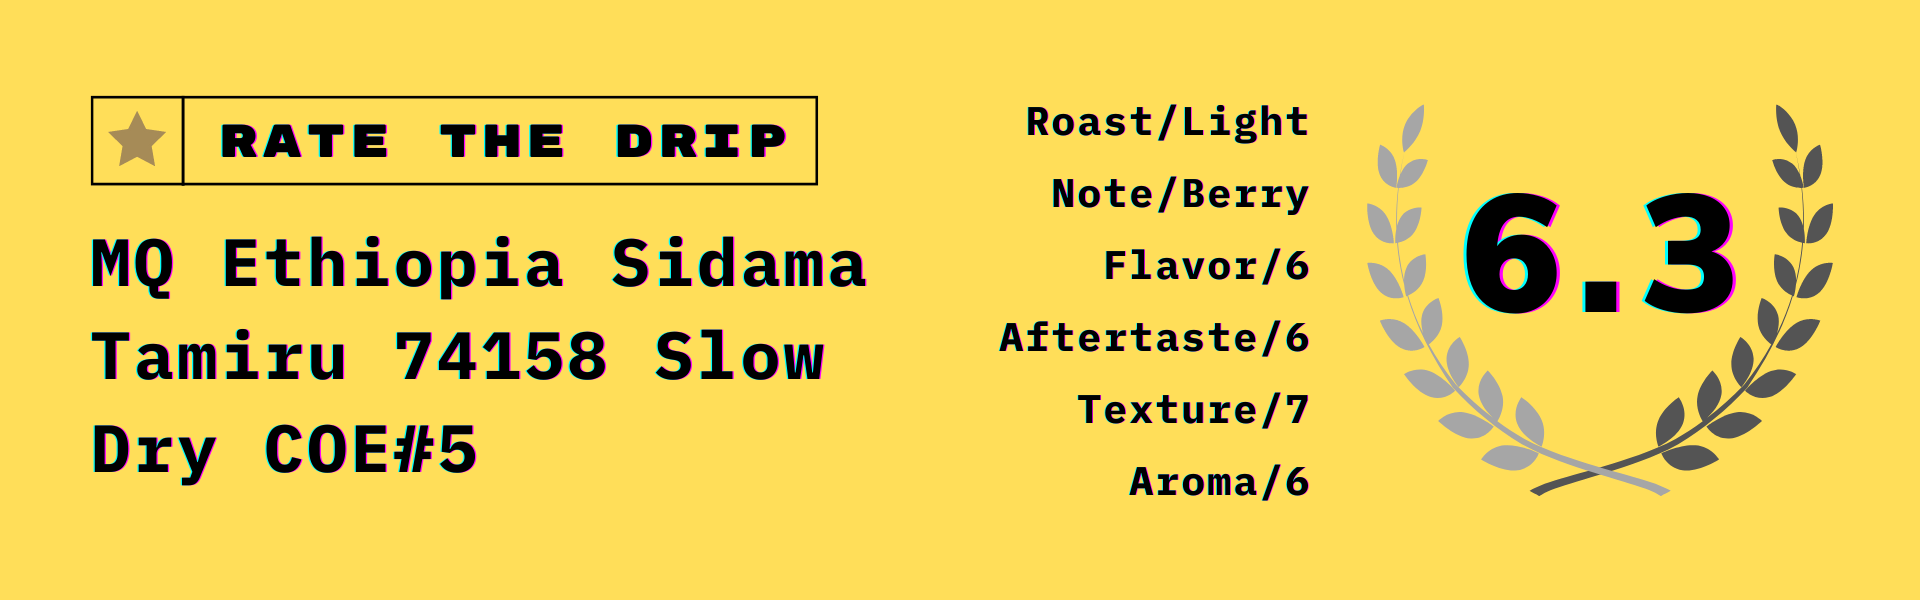 RATE THE DRIP
MQ Ethiopia Sidama
Tamiru 74158 Slow
Dry COE#5
Roast/Light
Note/Berry
Flavor/6
Aftertaste/6
Texture/7
Aroma/6
6.3